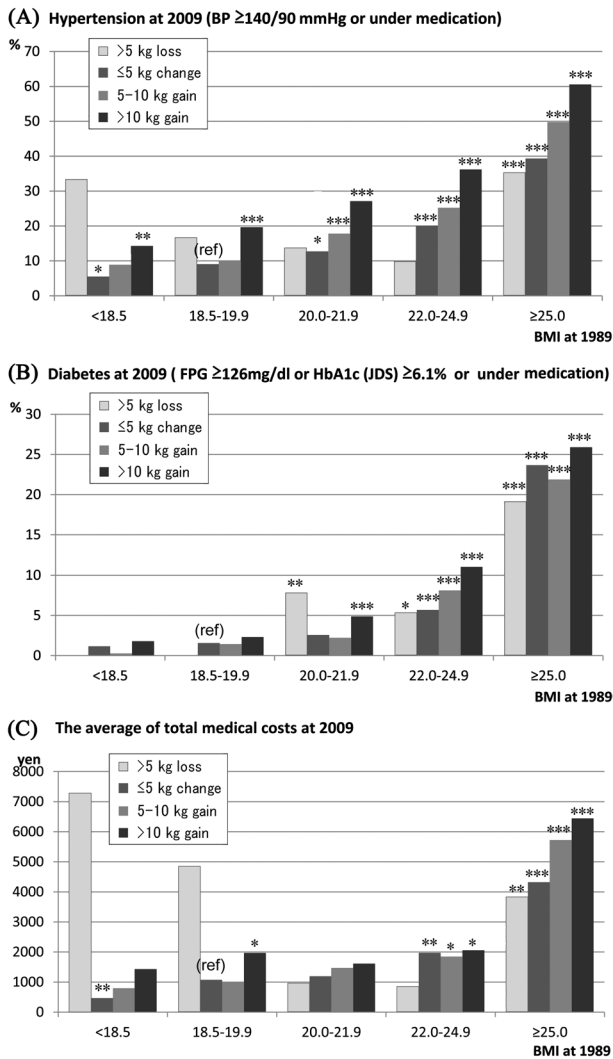 (A) Hypertension at 2009 (BP ≥140/90 mmHg or under medication)
%
>5 kg loss
≤5 kg change
5−10 kg gain
>10 kg gain
70
60
50
40
30
20
10
0
* ** (ref) *** * *** *** *** *** *** *** *** *** ***
<18.5 18.5-19.9 20.0-21.9 22.0-24.9 ≥25.0
BMI at 1989
(B) Diabetes at 2009 ( FPG ≥126mg/dl or HbA1c (JDS) ≥6.1% or under medication)
%
>5 kg loss
≤5 kg change
5−10 kg gain
>10 kg gain
30
25
20
15
10
5
0
(ref) ** *** * *** *** *** *** *** *** ***
<18.5 18.5-19.9 20.0-21.9 22.0-24.9 ≥25.0
BMI at 1989
(C) The average of total medical costs at 2009
yen
>5 kg loss
≤5 kg change
5−10 kg gain
>10 kg gain
8000
7000
6000
5000
4000
3000
2000
1000
0
** (ref) * ** * * ** *** *** ***
<18.5 18.5-19.9 20.0-21.9 22.0-24.9 ≥25.0
BMI at 1989